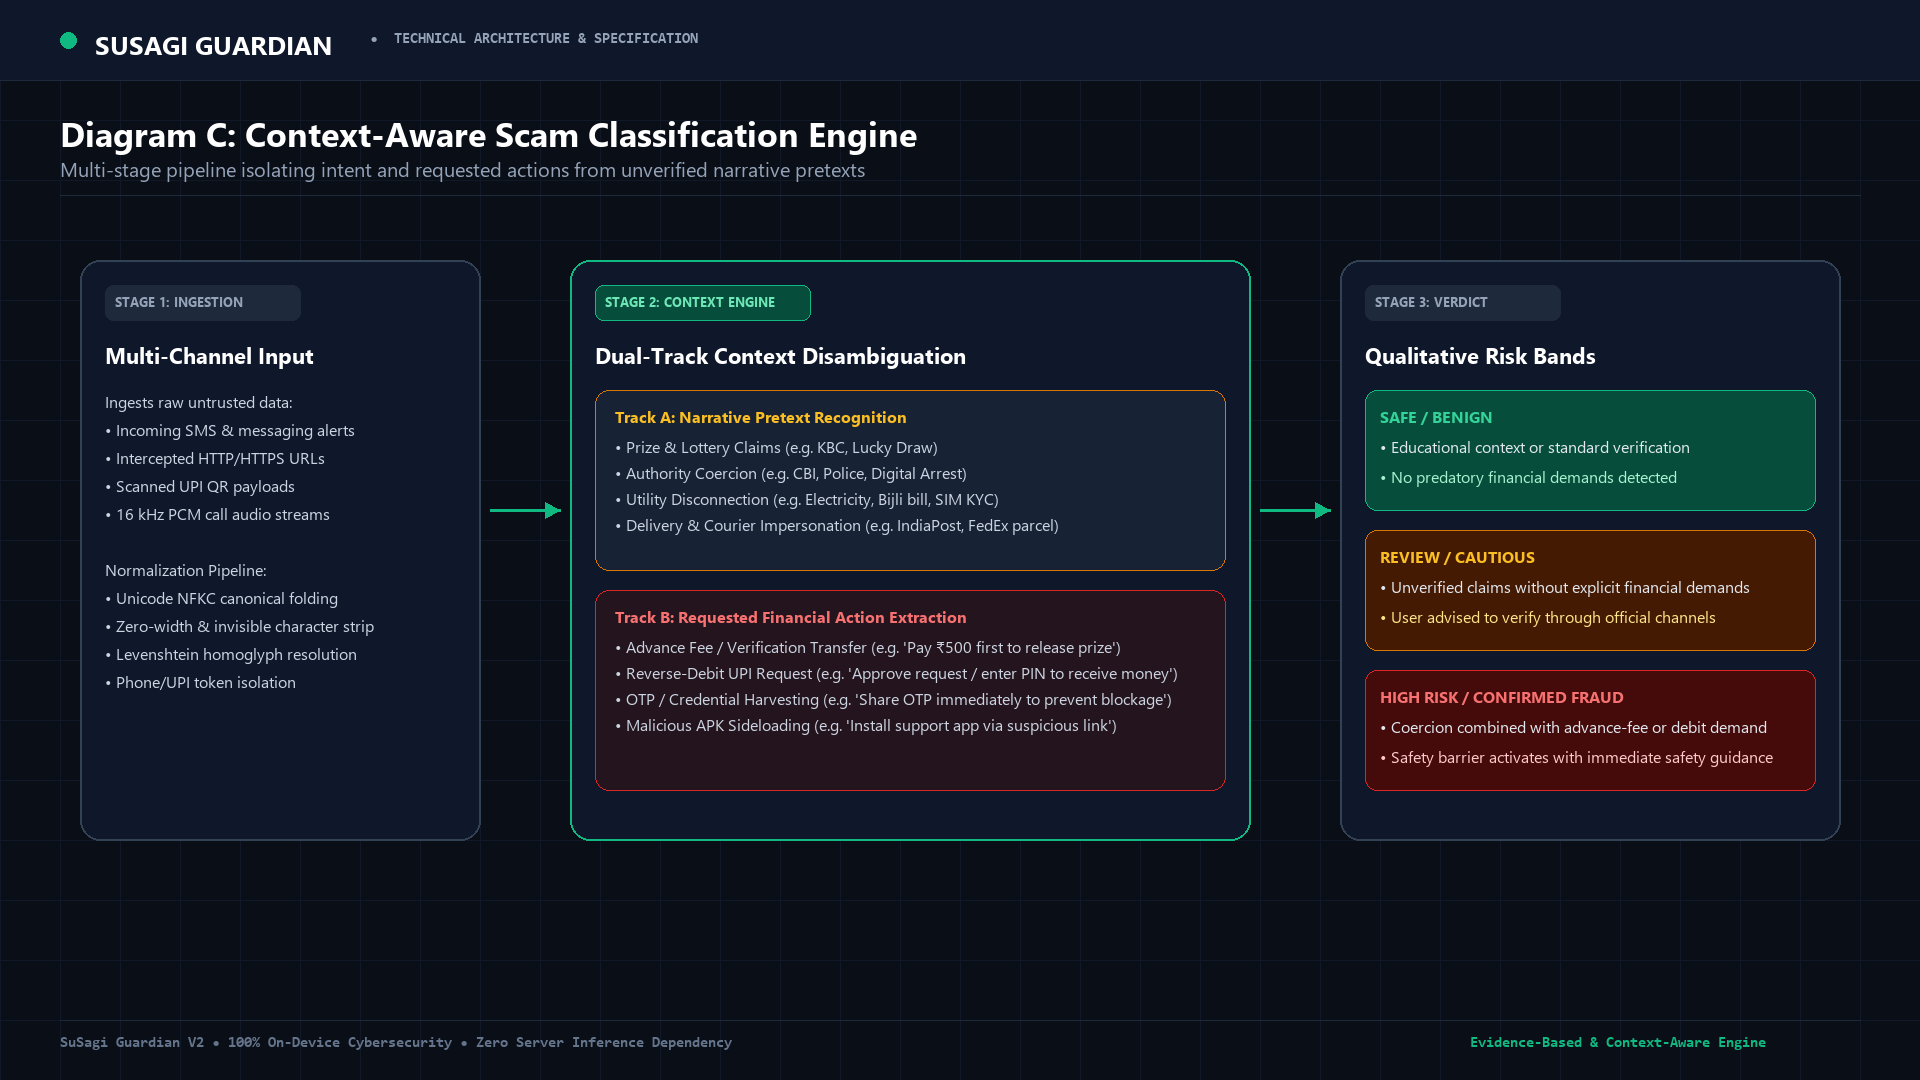 SUSAGI GUARDIAN
• TECHNICAL ARCHITECTURE & SPECIFICATION
Diagram C: Context-Aware Scam Classification Engine
Multi-stage pipeline isolating intent and requested actions from unverified narrative pretexts
STAGE 1: INGESTION
Multi-Channel Input
Ingests raw untrusted data:
• Incoming SMS & messaging alerts
• Intercepted HTTP/HTTPS URLs
• Scanned UPI QR payloads
• 16 kHz PCM call audio streams
Normalization Pipeline:
• Unicode NFKC canonical folding
• Zero-width & invisible character strip
• Levenshtein homoglyph resolution
• Phone/UPI token isolation
STAGE 2: CONTEXT ENGINE
Dual-Track Context Disambiguation
Track A: Narrative Pretext Recognition
• Prize & Lottery Claims (e.g. KBC, Lucky Draw)
• Authority Coercion (e.g. CBI, Police, Digital Arrest)
• Utility Disconnection (e.g. Electricity, Bijli bill, SIM KYC)
• Delivery & Courier Impersonation (e.g. IndiaPost, FedEx parcel)
Track B: Requested Financial Action Extraction
• Advance Fee / Verification Transfer (e.g. 'Pay ₹500 first to release prize')
• Reverse-Debit UPI Request (e.g. 'Approve request / enter PIN to receive money')
• OTP / Credential Harvesting (e.g. 'Share OTP immediately to prevent blockage')
• Malicious APK Sideloading (e.g. 'Install support app via suspicious link')
STAGE 3: VERDICT
Qualitative Risk Bands
SAFE / BENIGN
• Educational context or standard verification
• No predatory financial demands detected
REVIEW / CAUTIOUS
• Unverified claims without explicit financial demands
• User advised to verify through official channels
HIGH RISK / CONFIRMED FRAUD
• Coercion combined with advance-fee or debit demand
• Safety barrier activates with immediate safety guidance
SuSagi Guardian V2 • 100% On-Device Cybersecurity • Zero Server Inference Dependency
Evidence-Based & Context-Aware Engine